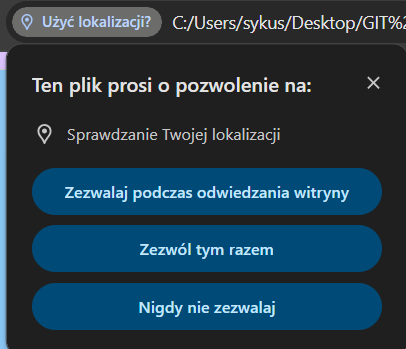 Użyć lokalizacji? C:/Users/sykus/Desktop/GIT%2
Ten plik prosi o pozwolenie na:
Sprawdzanie Twojej lokalizacji
Zezwalaj podczas odwiedzania witryny
Zezwól tym razem
Nigdy nie zezwalaj